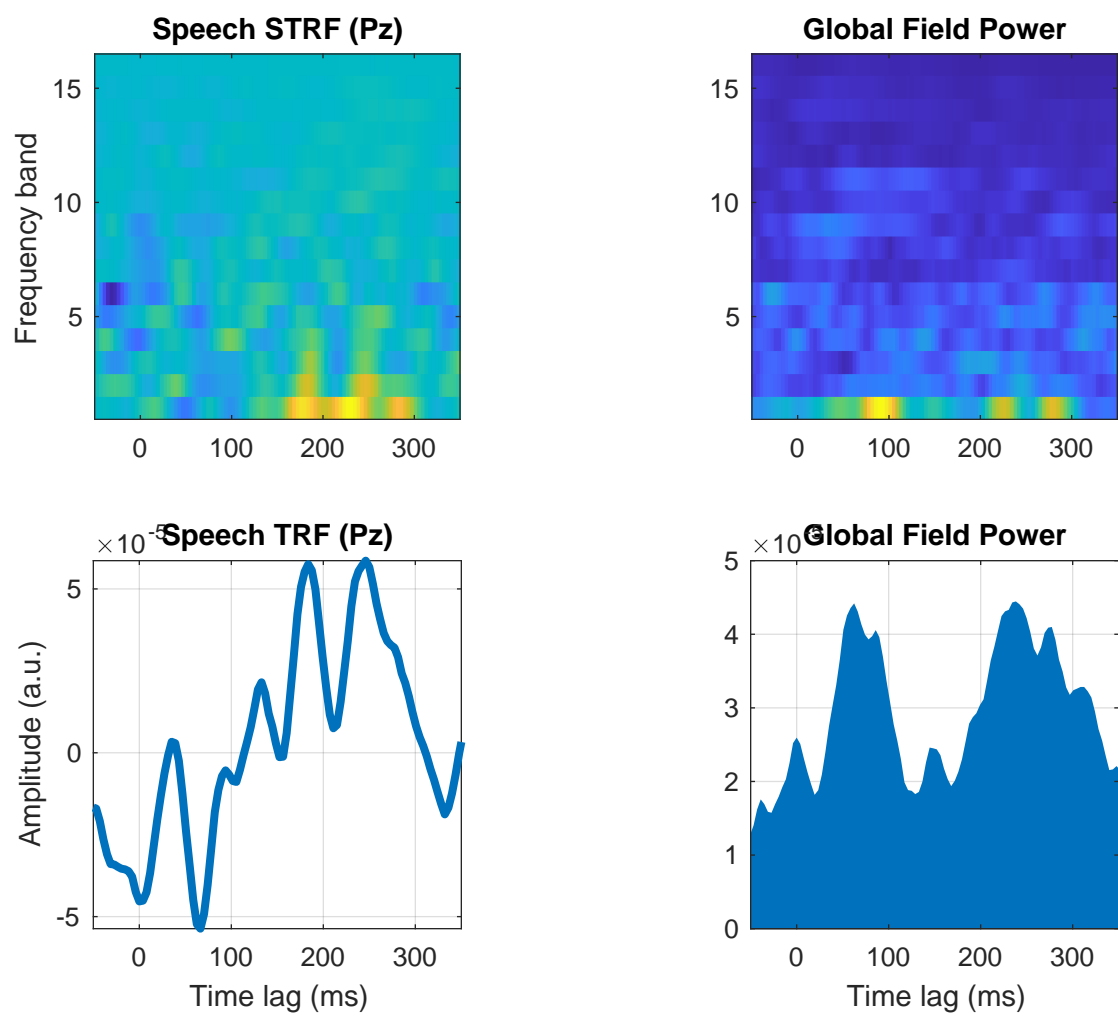 Speech STRF (Pz)
Frequency band
15
10
5
0 100 200 300
Global Field Power
15
10
5
0 100 200 300
Speech TRF (Pz)
×10⁻⁵
Amplitude (a.u.)
5
0
-5
0 100 200 300
Time lag (ms)
Global Field Power
×10
5
4
3
2
1
0
0 100 200 300
Time lag (ms)